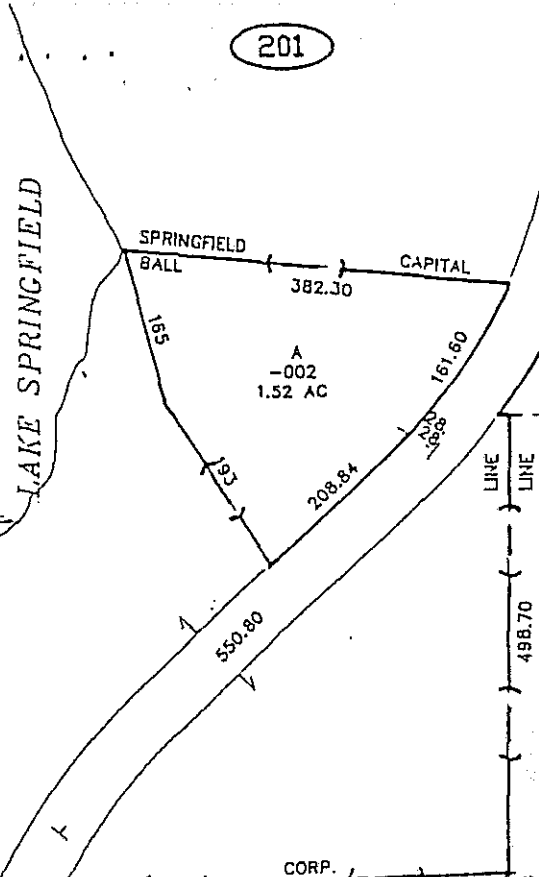 201
LAKE SPRINGFIELD
SPRINGFIELD
BALL
CAPITAL
382.30
165
A
-002
1.52 AC
161.60
193
208.84
LINE
LINE
550.80
498.70
CORP.